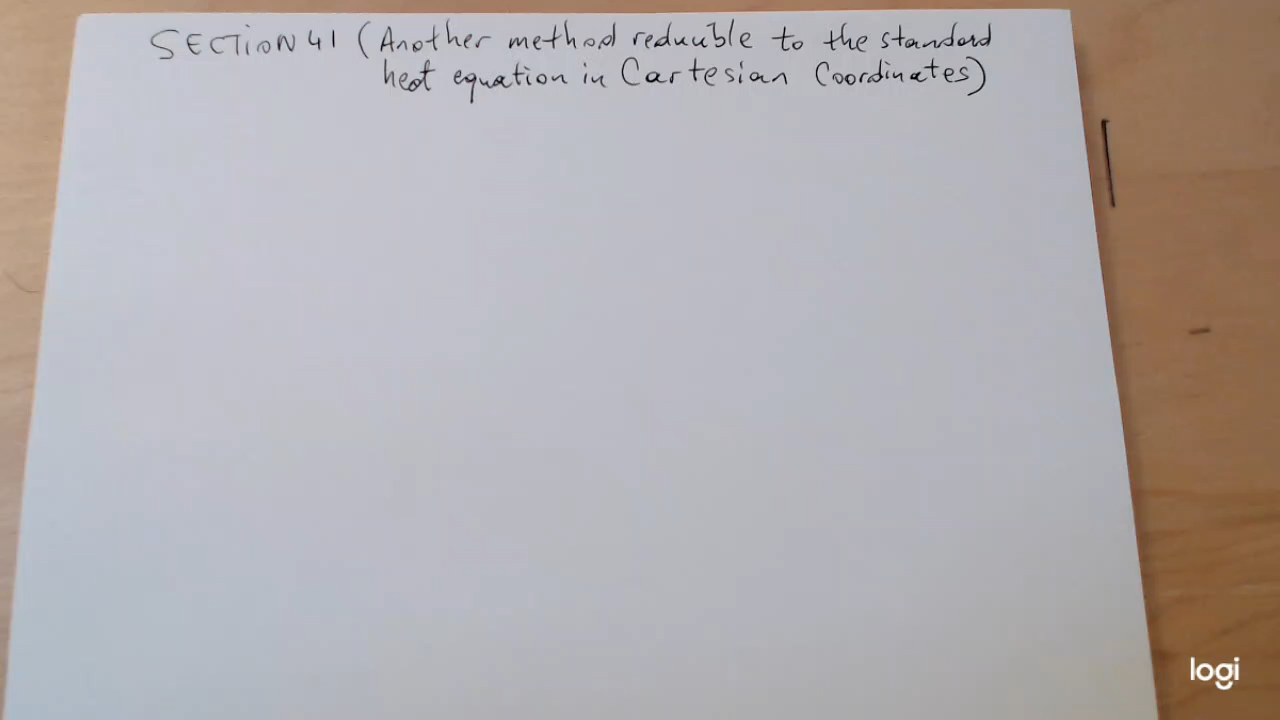 SECTION 41 (Another method reducible to the standard
heat equation in Cartesian Coordinates)
logi